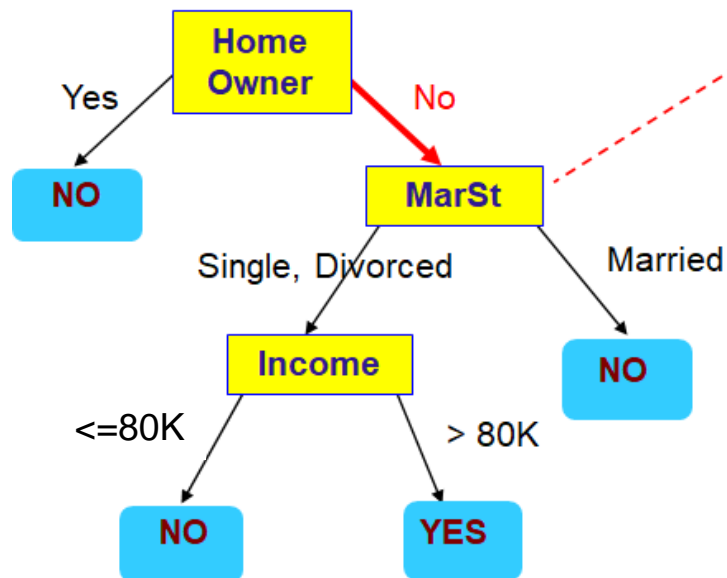 Home
Owner
Yes
No
NO
MarSt
Single, Divorced
Married
Income
NO
<=80K
> 80K
NO
YES